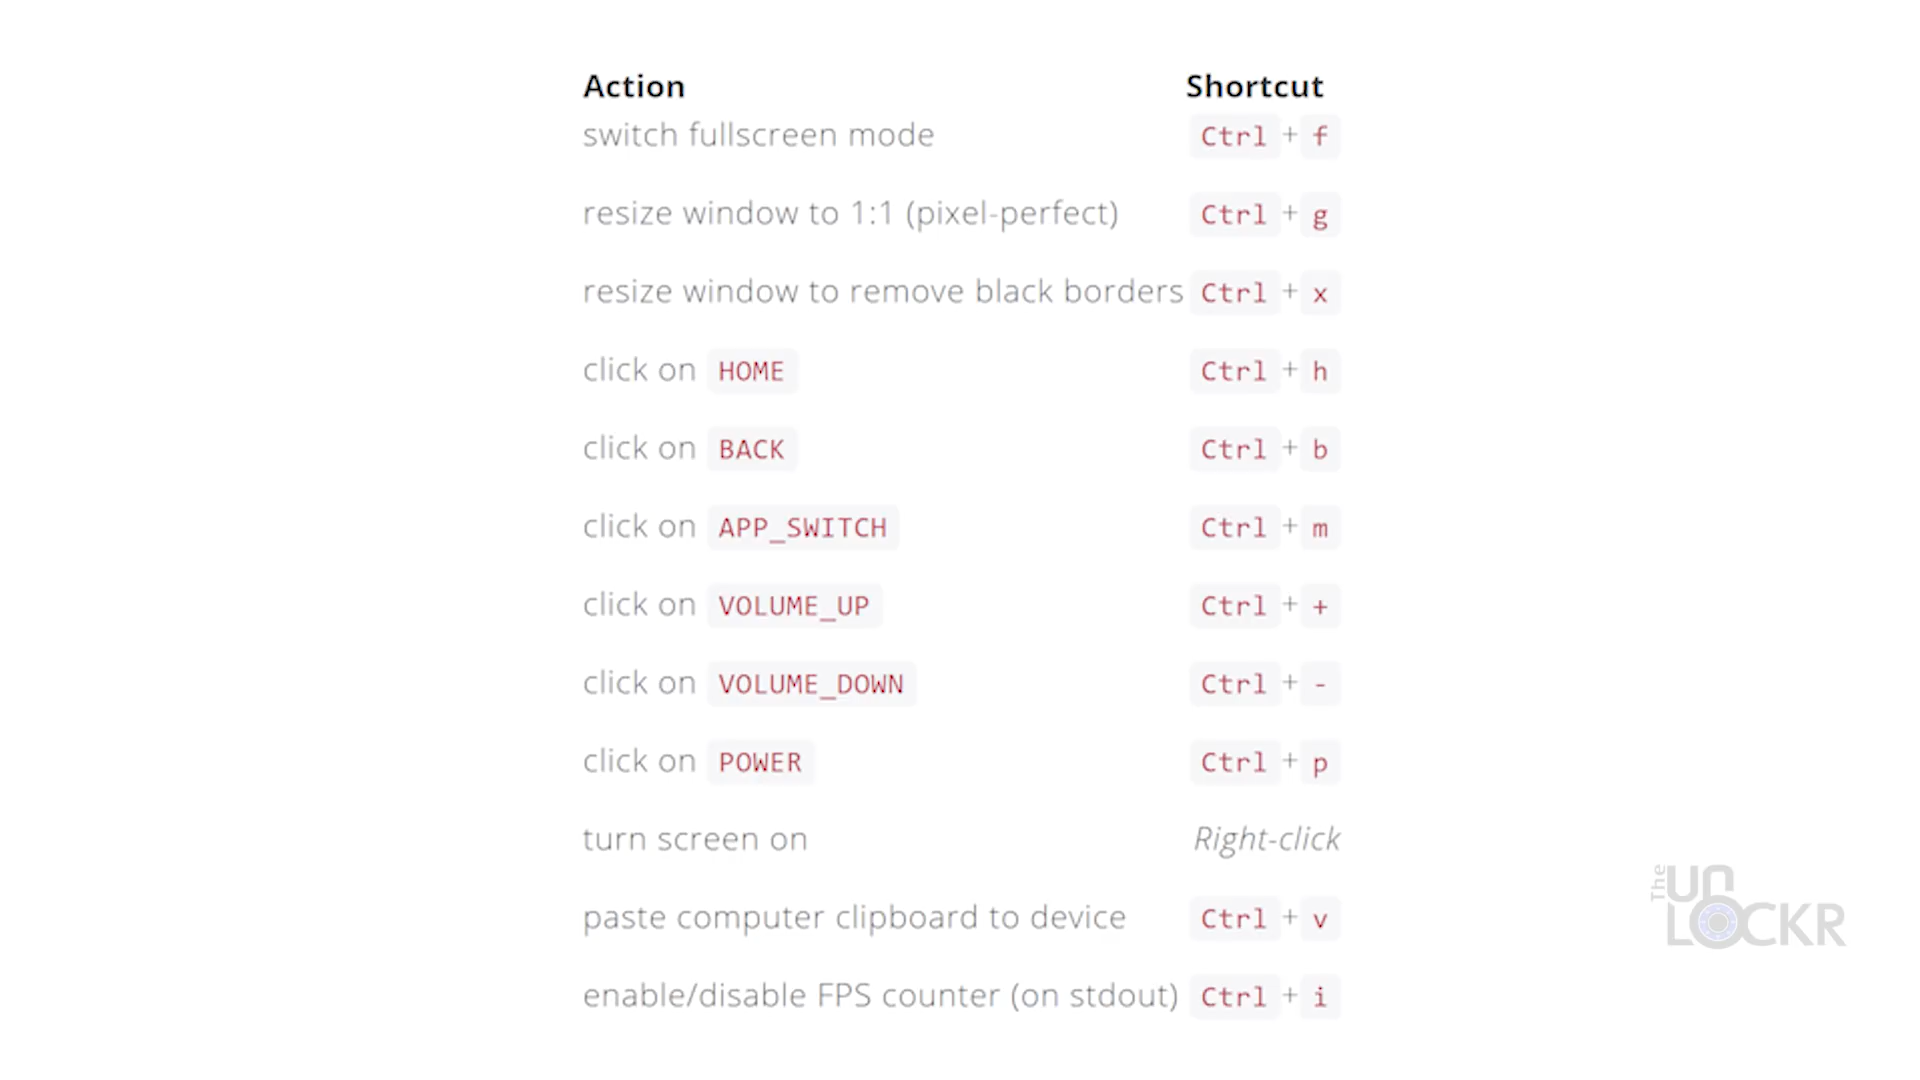 Action Shortcut
switch fullscreen mode Ctrl + f
resize window to 1:1 (pixel-perfect) Ctrl + g
resize window to remove black borders Ctrl + x
click on HOME Ctrl + h
click on BACK Ctrl + b
click on APP_SWITCH Ctrl + m
click on VOLUME_UP Ctrl + +
click on VOLUME_DOWN Ctrl + -
click on POWER Ctrl + p
turn screen on Right-click
paste computer clipboard to device Ctrl + v
enable/disable FPS counter (on stdout) Ctrl + i
The UnLOCKR